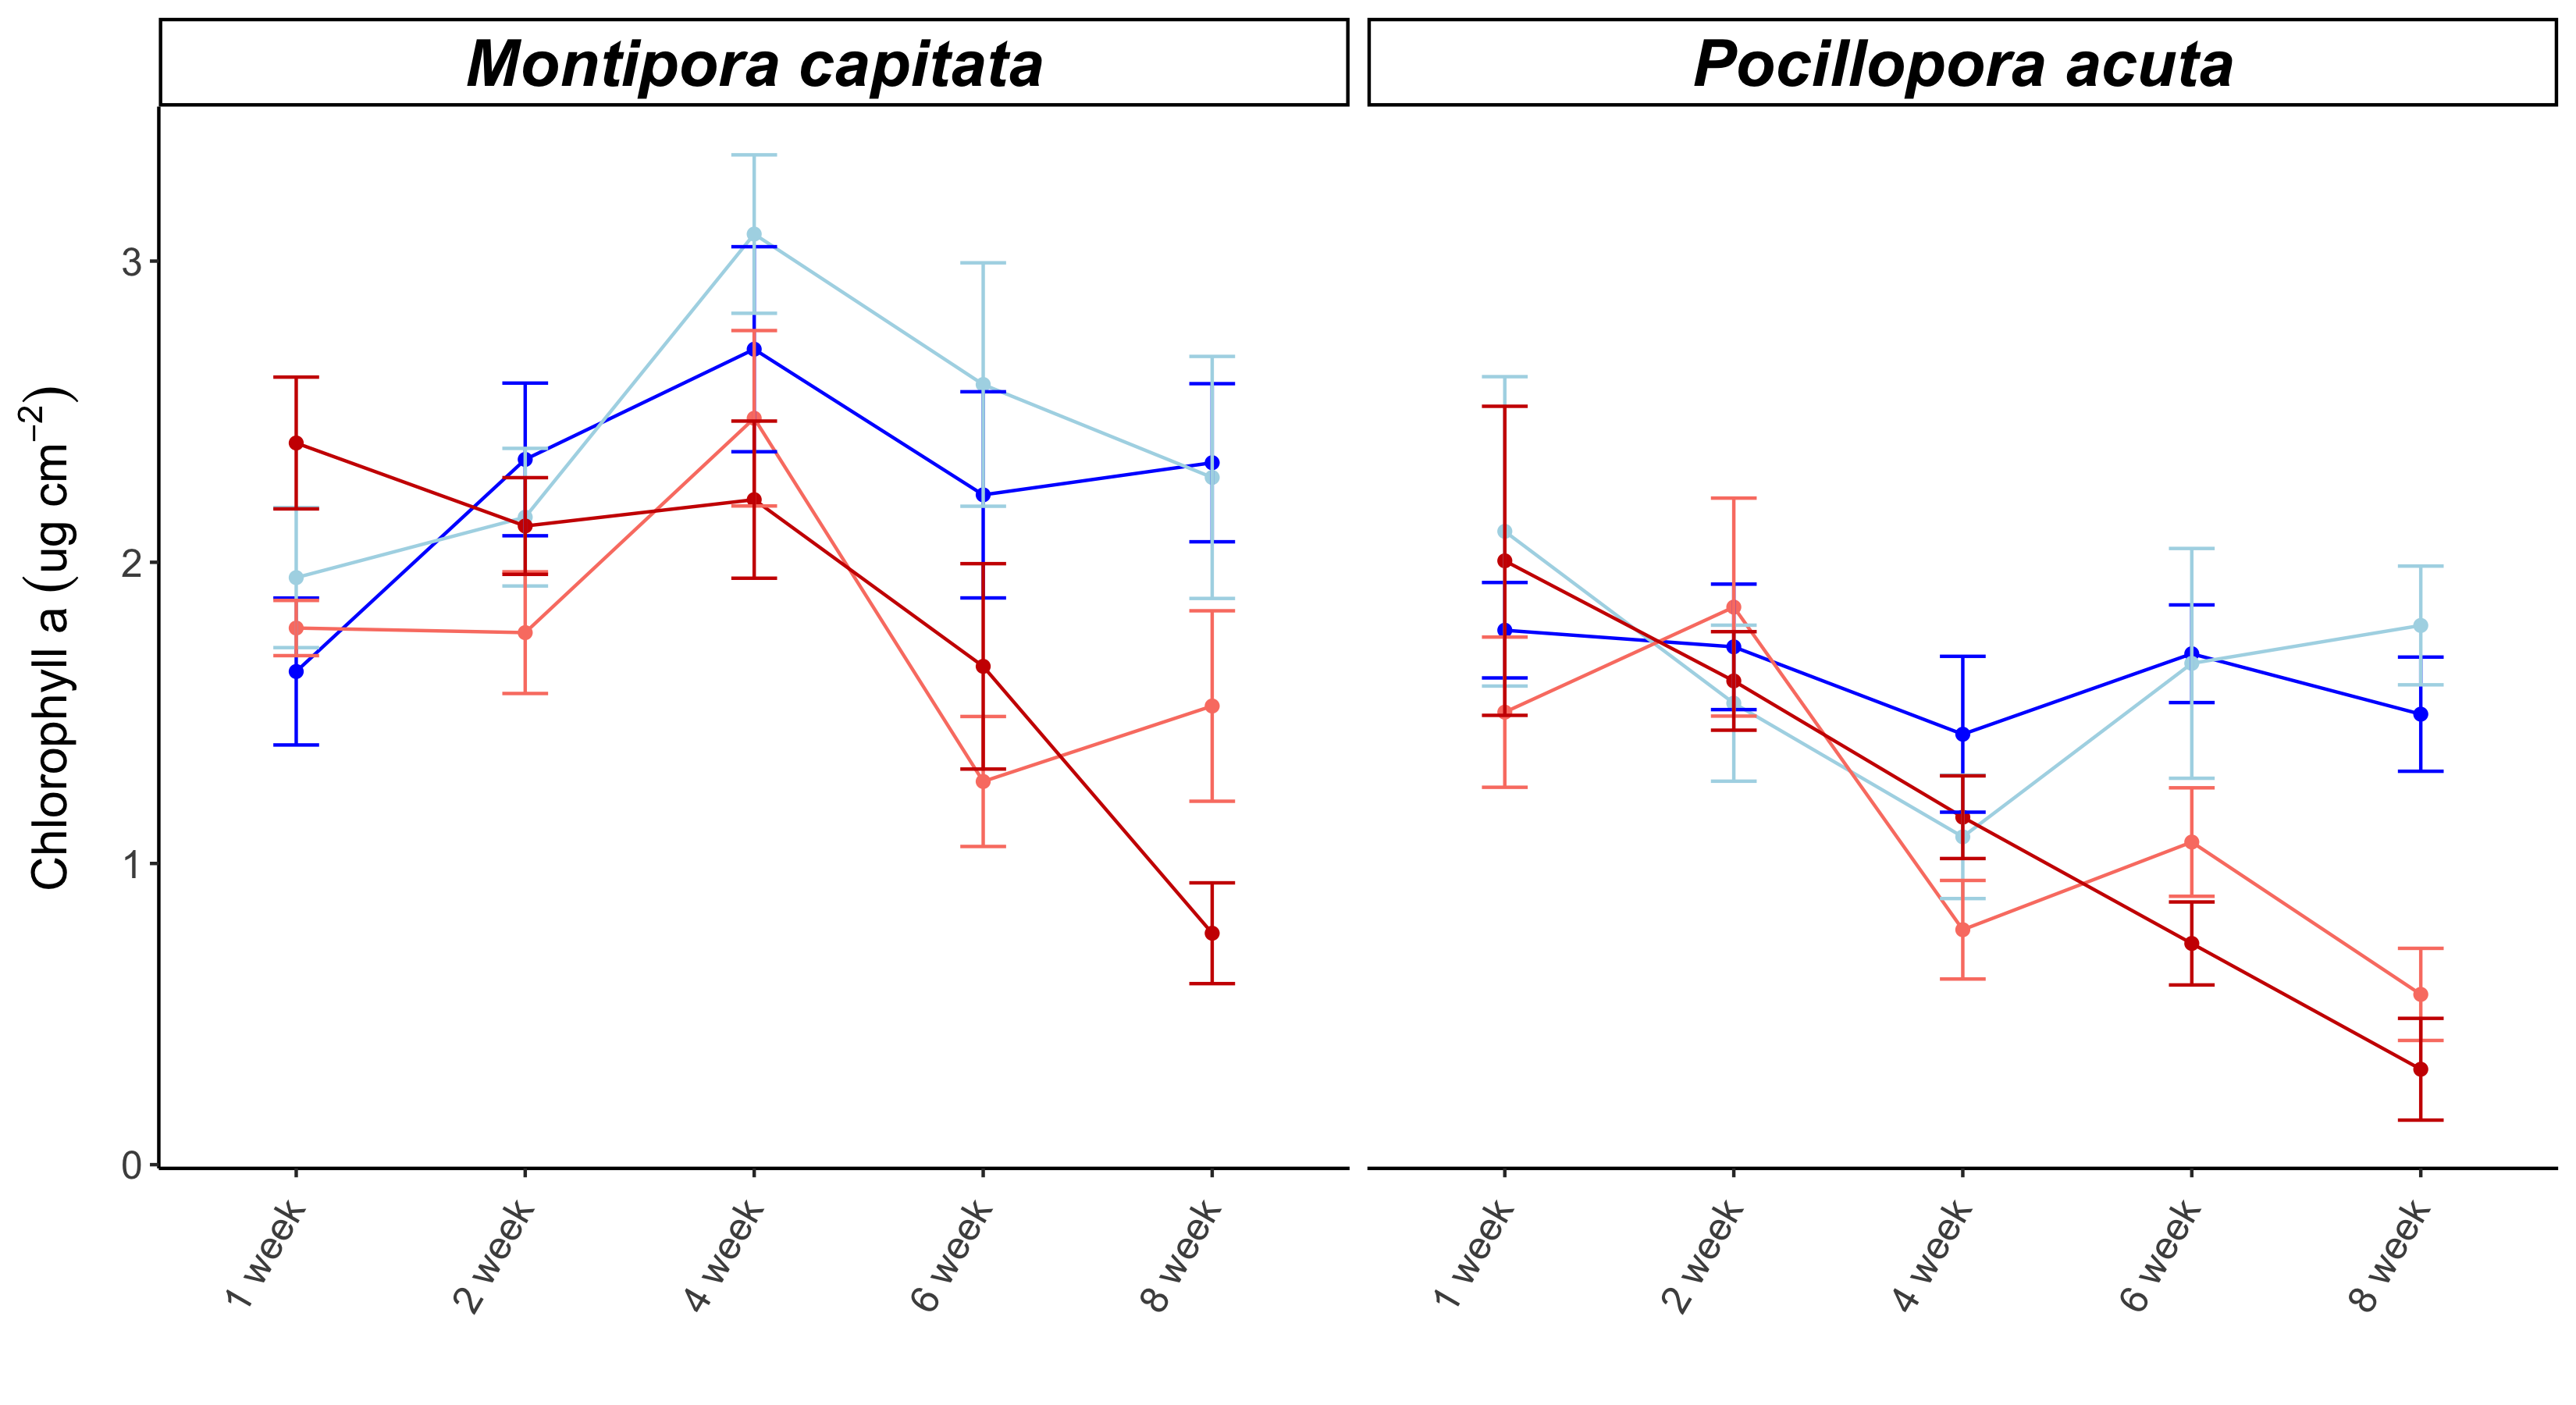 Montipora capitata
Pocillopora acuta
Chlorophyll a (ug cm⁻²)
3
2
1
0
1 week
2 week
4 week
6 week
8 week
1 week
2 week
4 week
6 week
8 week